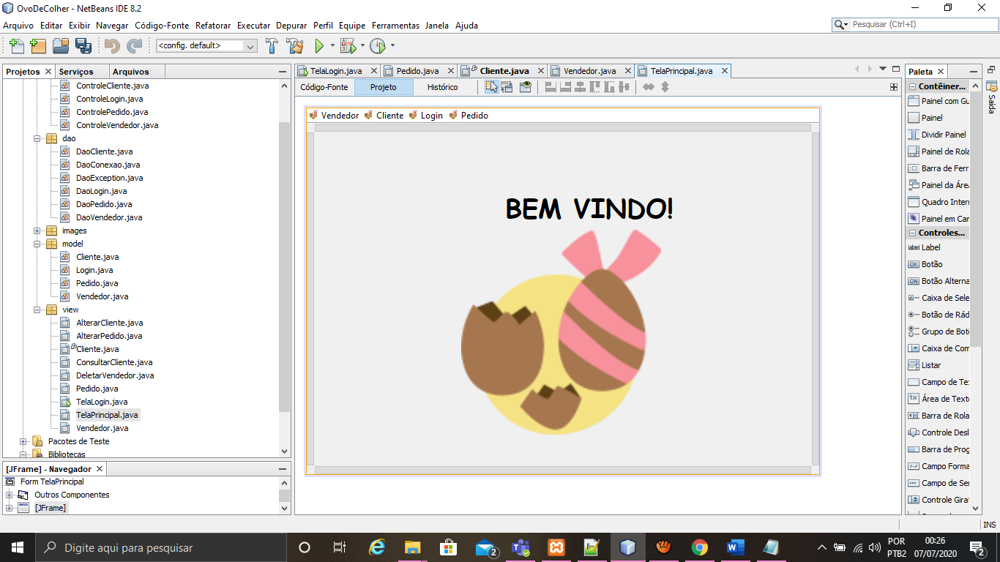 OvoDeColher - NetBeans IDE 8.2
Arquivo Editar Exibir Navegar Código-Fonte Refatorar Executar Depurar Perfil Equipe Ferramentas Janela Ajuda
Pesquisar (Ctrl+I)
<config. default>
Projetos Serviços Arquivos
ControleCliente.java
ControleLogin.java
ControlePedido.java
ControleVendedor.java
dao
DaoCliente.java
DaoConexao.java
DaoException.java
DaoLogin.java
DaoPedido.java
DaoVendedor.java
images
model
Cliente.java
Login.java
Pedido.java
Vendedor.java
view
AlterarCliente.java
AlterarPedido.java
Cliente.java
ConsultarCliente.java
DeletarVendedor.java
Pedido.java
TelaLogin.java
TelaPrincipal.java
Vendedor.java
Pacotes de Teste
Bibliotecas
[JFrame] - Navegador
Form TelaPrincipal
Outros Componentes
[JFrame]
TelaLogin.java Pedido.java Cliente.java Vendedor.java TelaPrincipal.java
Código-Fonte Projeto Histórico
Vendedor Cliente Login Pedido
BEM VINDO!
Paleta
Contêiner...
Painel com Gu
Painel
Dividir Painel
Painel de Rola
Barra de Ferr
Painel da Área
Quadro Inter
Painel em Cam
Controles...
label Label
OK Botão
ON Botão Alterna
Caixa de Sele
Botão de Rád
Grupo de Bot
Caixa de Com
Listar
Campo de Te
Área de Text
Barra de Rola
Controle Desl
Barra de Prog
Campo Forma
Campo de Se
Controle Gira
Saída
INS
Digite aqui para pesquisar
2
POR
PTB2
00:26
07/07/2020
2